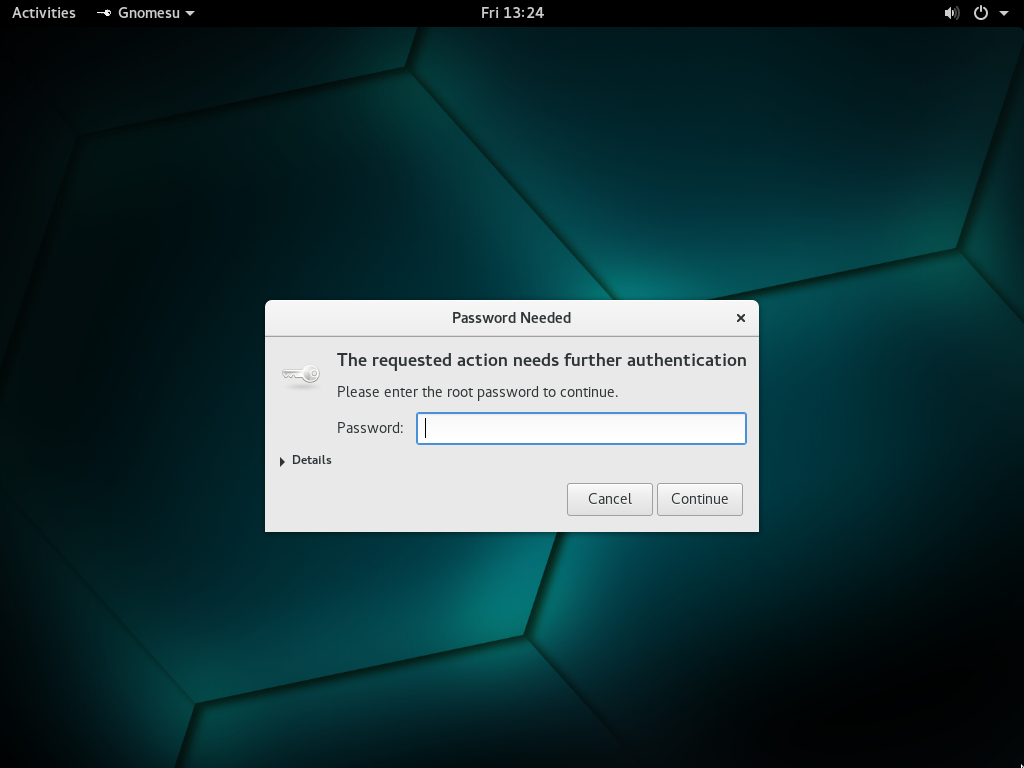 Activities Gnomesu Fri 13:24
Password Needed
The requested action needs further authentication
Please enter the root password to continue.
Password:
Details
Cancel Continue